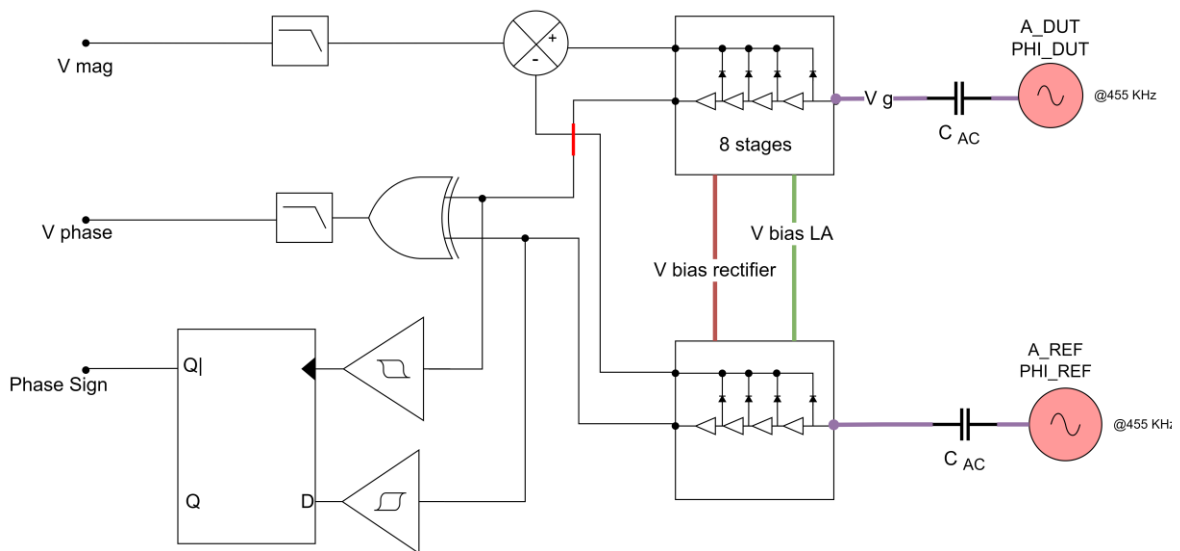 A_DUT
PHI_DUT
V mag
+
-
V g
@455 KHz
C AC
8 stages
V phase
V bias LA
V bias rectifier
A_REF
PHI_REF
Q|
Phase Sign
@455 KHz
C AC
Q
D